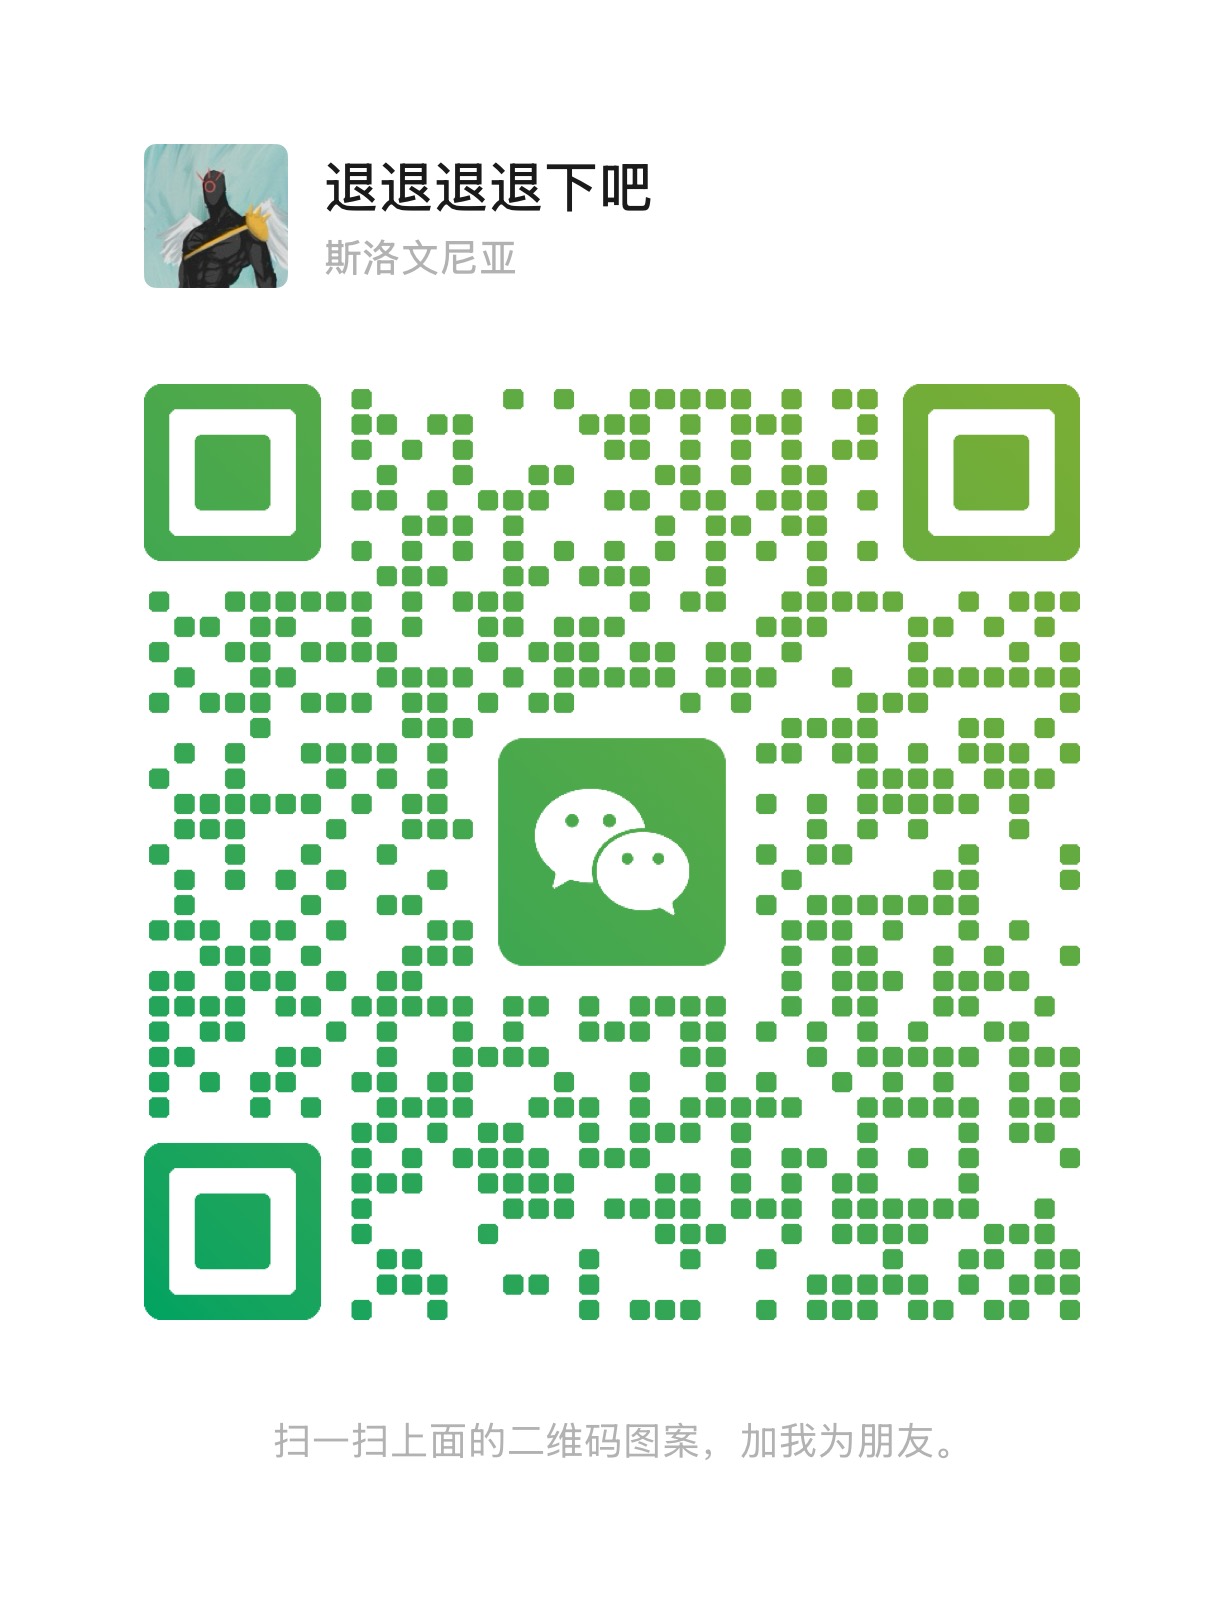 退退退退下吧
斯洛文尼亚
扫一扫上面的二维码图案，加我为朋友。